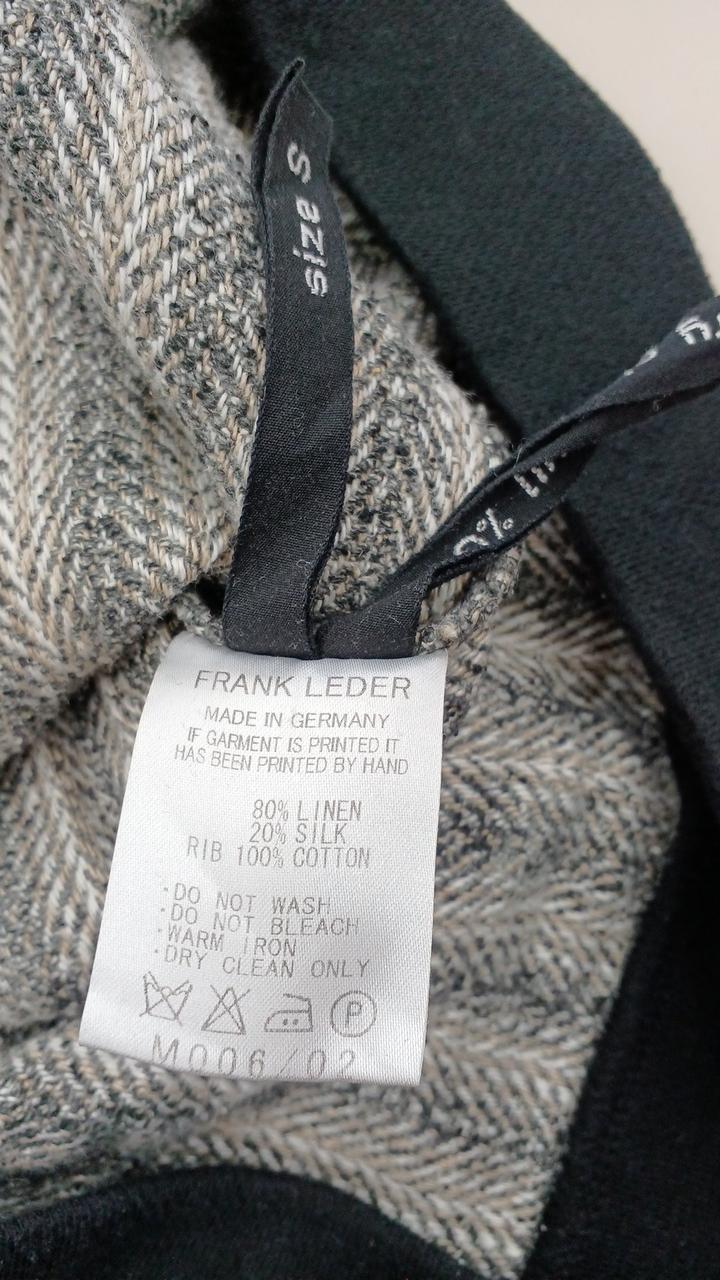 size S
FRANK LEDER
MADE IN GERMANY
IF GARMENT IS PRINTED IT
HAS BEEN PRINTED BY HAND
80% LINEN
20% SILK
RIB 100% COTTON
·DO NOT WASH
·DO NOT BLEACH
·WARM IRON
·DRY CLEAN ONLY
P
M006/02